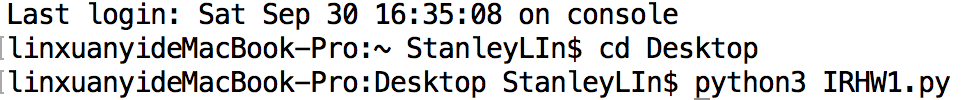 Last login: Sat Sep 30 16:35:08 on console
[linxuanyideMacBook-Pro:~ StanleyLIn$ cd Desktop
[linxuanyideMacBook-Pro:Desktop StanleyLIn$ python3 IRHW1.py